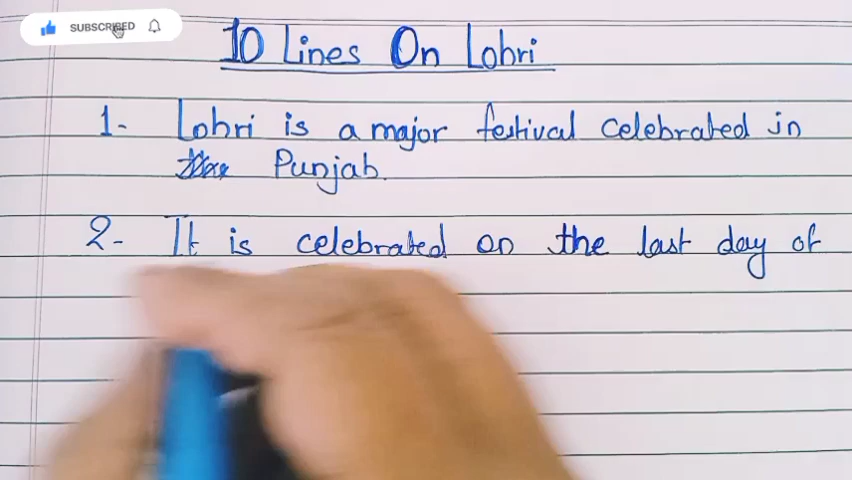 SUBSCRIBED
10 Lines On Lohri
1- Lohri is a major festival celebrated in
Punjab.
2- It is celebrated on the last day of